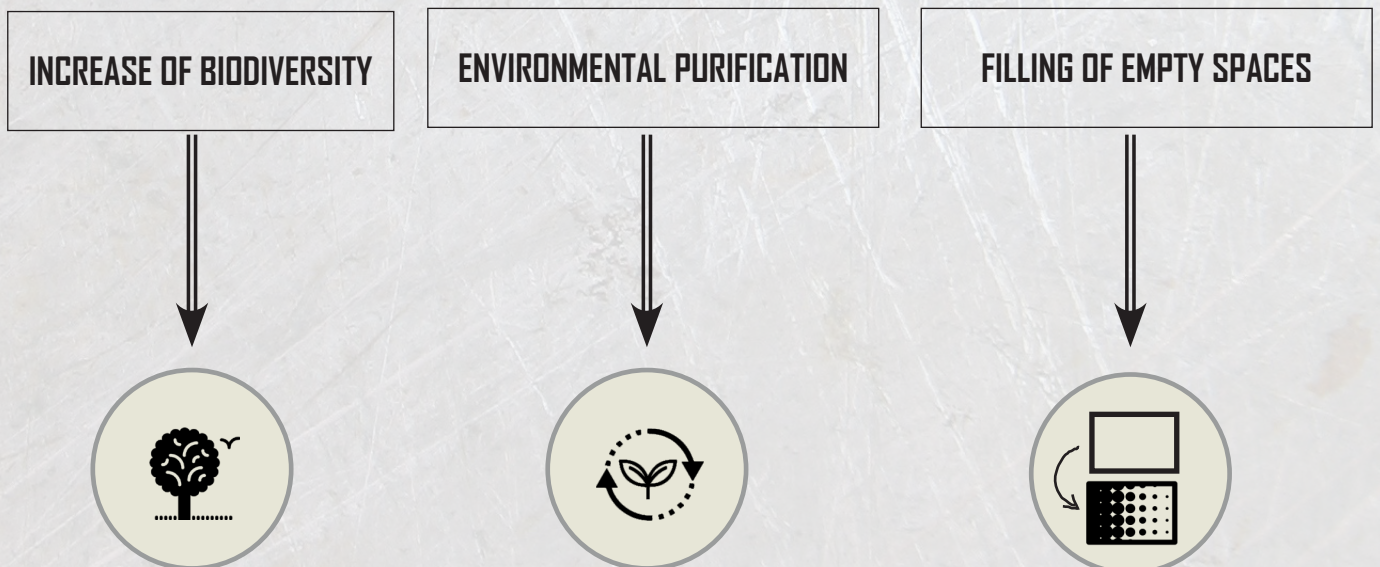 INCREASE OF BIODIVERSITY
ENVIRONMENTAL PURIFICATION
FILLING OF EMPTY SPACES